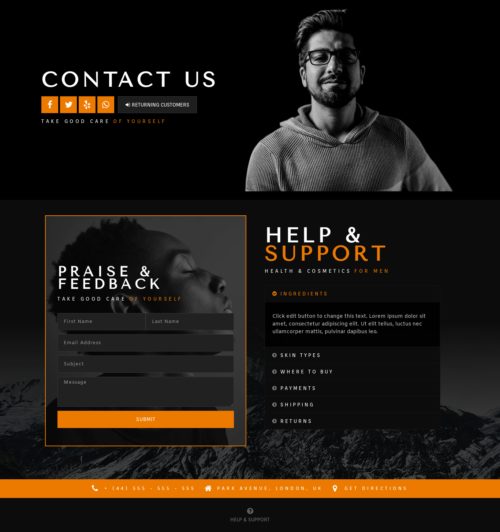 CONTACT US
RETURNING CUSTOMERS
TAKE GOOD CARE OF YOURSELF
PRAISE &
FEEDBACK
TAKE GOOD CARE OF YOURSELF
First Name Last Name
Email Address
Subject
Message
SUBMIT
HELP &
SUPPORT
HEALTH & COSMETICS FOR MEN
INGREDIENTS
Click edit button to change this text. Lorem ipsum dolor sit
amet, consectetur adipiscing elit. Ut elit tellus, luctus nec
ullamcorper mattis, pulvinar dapibus leo.
SKIN TYPES
WHERE TO BUY
PAYMENTS
SHIPPING
RETURNS
+ (44) 555 - 555 - 555 PARK AVENUE, LONDON, UK GET DIRECTIONS
HELP & SUPPORT